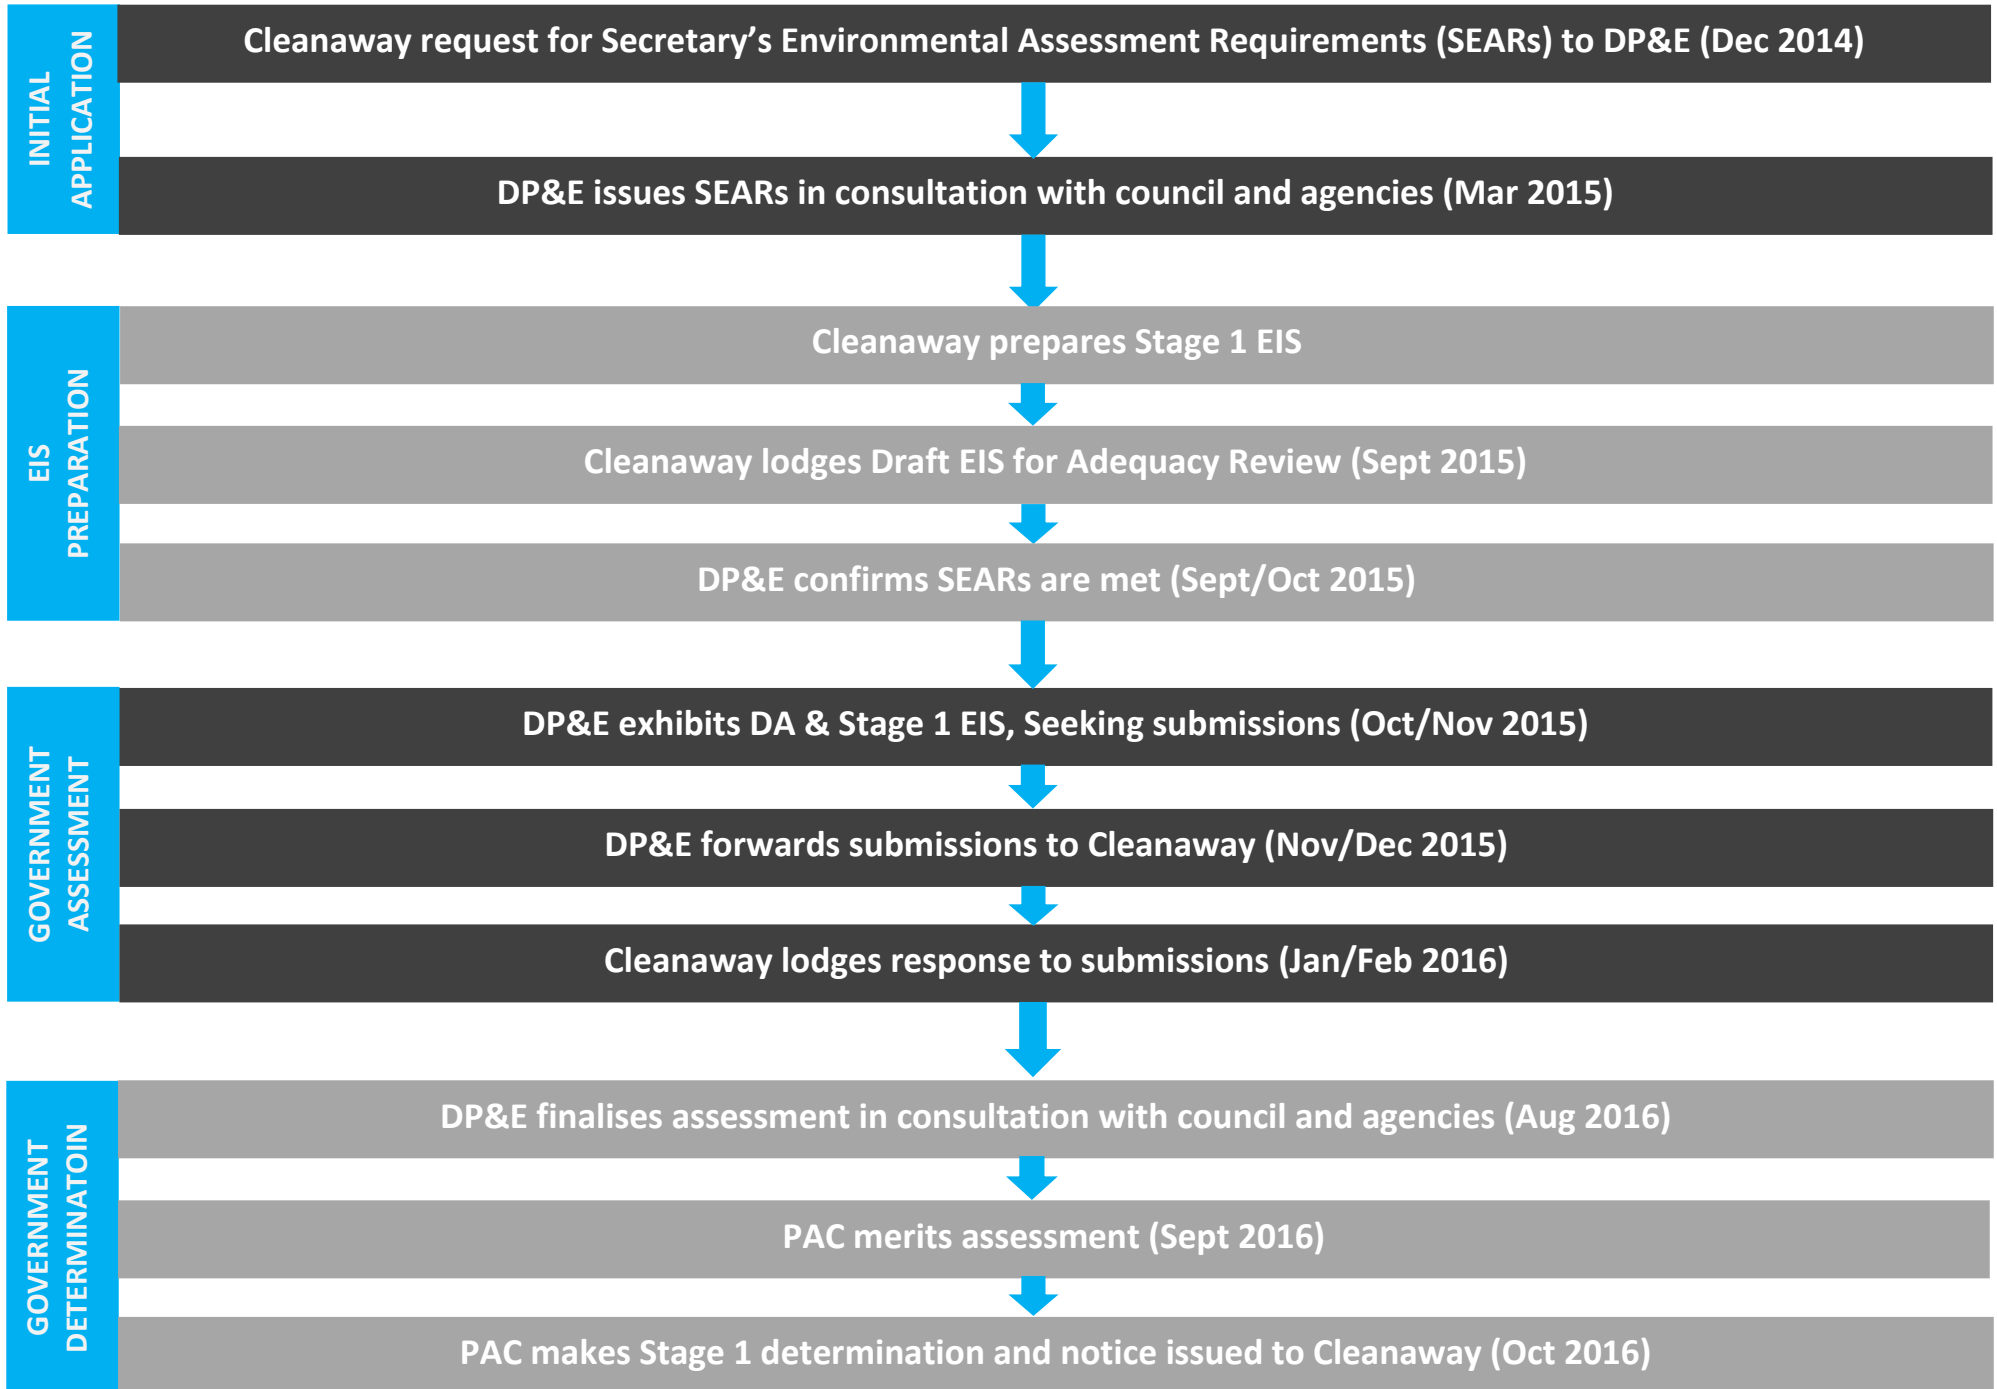 INITIAL
APPLICATION
Cleanaway request for Secretary’s Environmental Assessment Requirements (SEARs) to DP&E (Dec 2014)
DP&E issues SEARs in consultation with council and agencies (Mar 2015)
EIS
PREPARATION
Cleanaway prepares Stage 1 EIS
Cleanaway lodges Draft EIS for Adequacy Review (Sept 2015)
DP&E confirms SEARs are met (Sept/Oct 2015)
GOVERNMENT
ASSESSMENT
DP&E exhibits DA & Stage 1 EIS, Seeking submissions (Oct/Nov 2015)
DP&E forwards submissions to Cleanaway (Nov/Dec 2015)
Cleanaway lodges response to submissions (Jan/Feb 2016)
GOVERNMENT
DETERMINATOIN
DP&E finalises assessment in consultation with council and agencies (Aug 2016)
PAC merits assessment (Sept 2016)
PAC makes Stage 1 determination and notice issued to Cleanaway (Oct 2016)